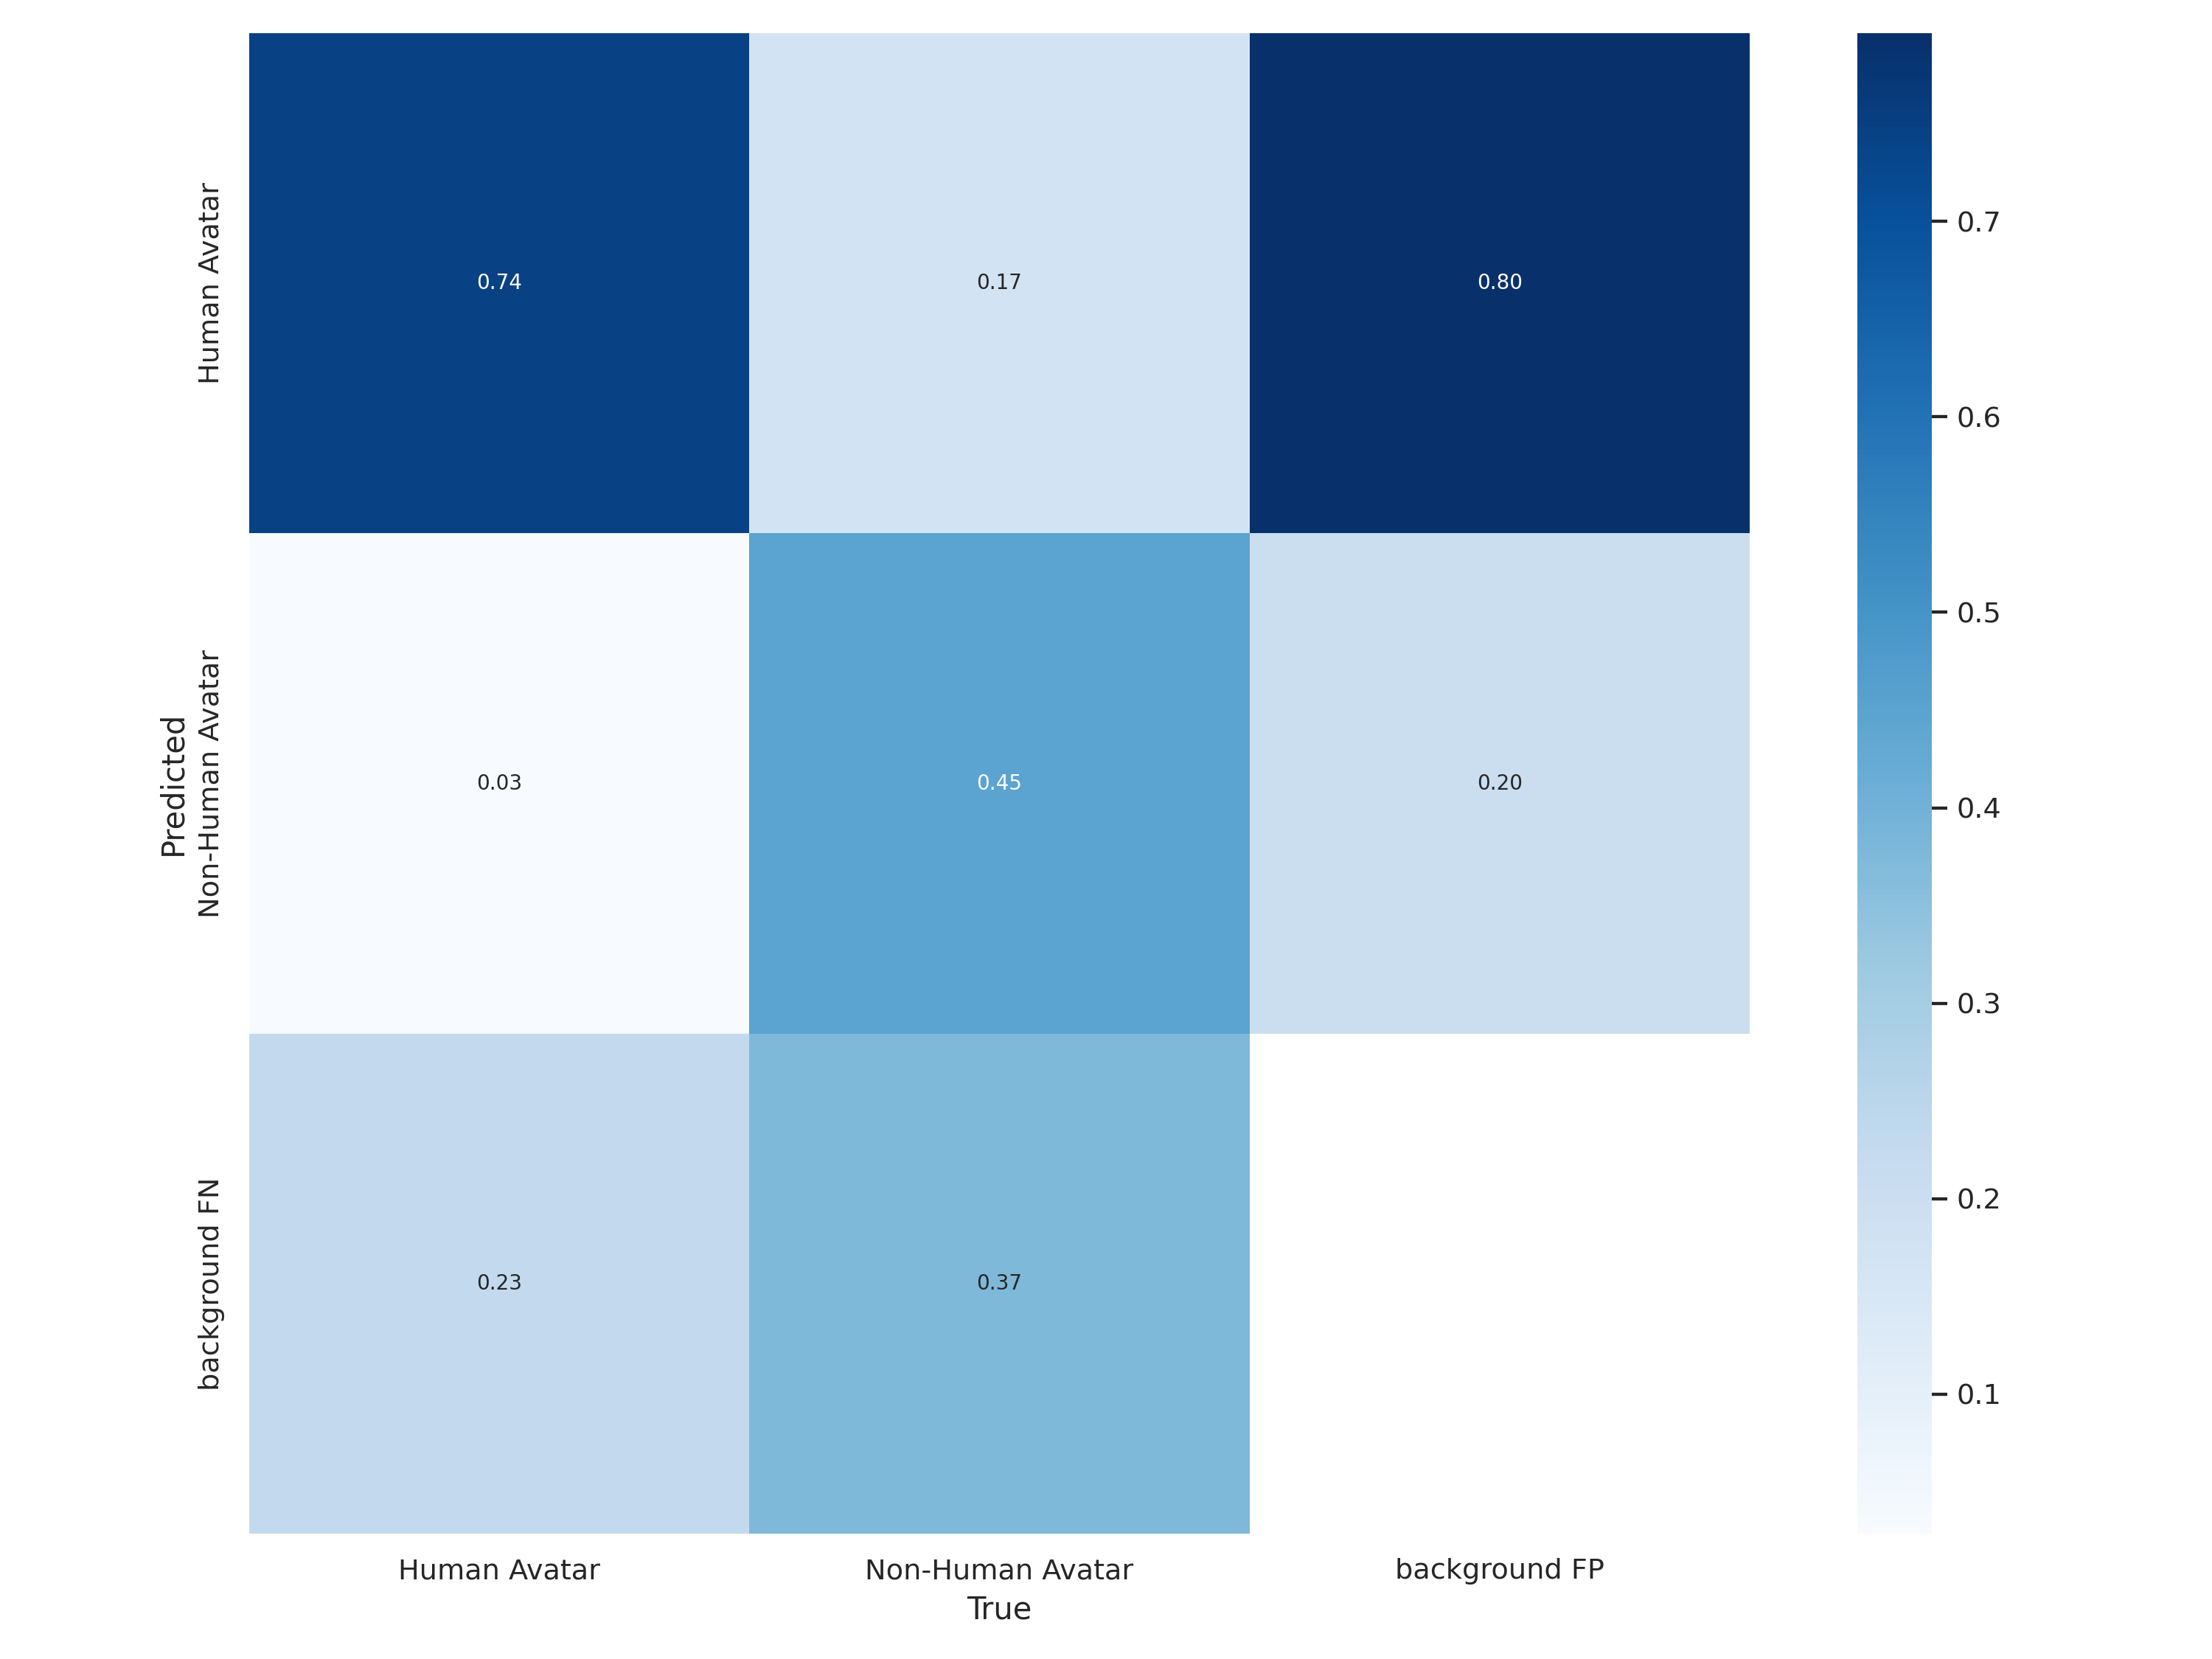 Predicted
Human Avatar
Non-Human Avatar
background FN
0.74
0.17
0.80
0.03
0.45
0.20
0.23
0.37
Human Avatar
Non-Human Avatar
background FP
True
0.7
0.6
0.5
0.4
0.3
0.2
0.1